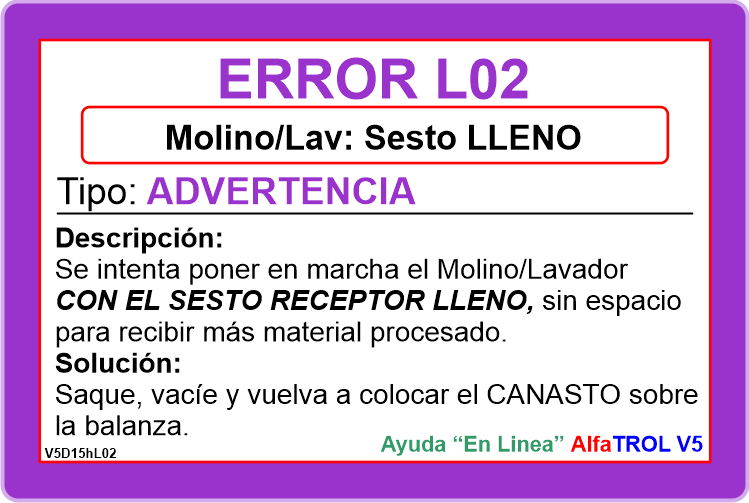 ERROR L02
Molino/Lav: Sesto LLENO
Tipo: ADVERTENCIA
Descripción:
Se intenta poner en marcha el Molino/Lavador
CON EL SESTO RECEPTOR LLENO, sin espacio
para recibir más material procesado.
Solución:
Saque, vacíe y vuelva a colocar el CANASTO sobre
la balanza.
Ayuda “En Linea” AlfaTROL V5
V5D15hL02